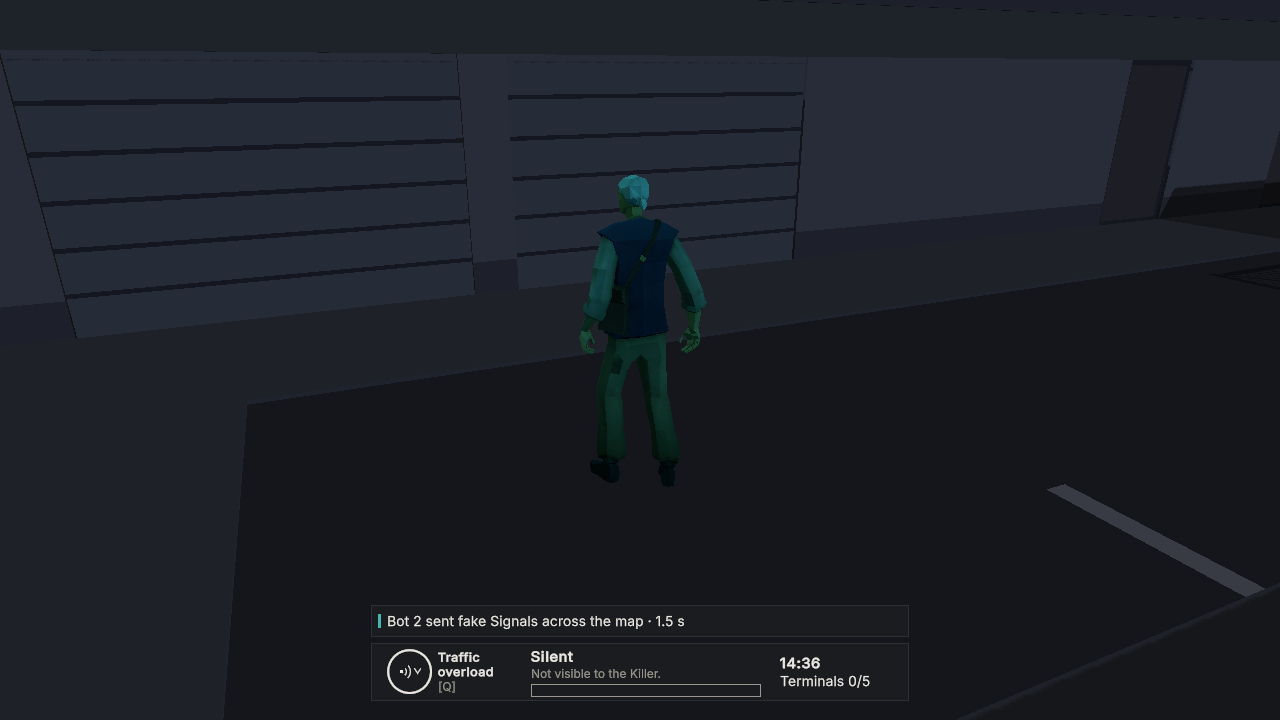 Bot 2 sent fake Signals across the map · 1.5 s
Traffic
overload
[Q]
Silent
Not visible to the Killer.
14:36
Terminals 0/5